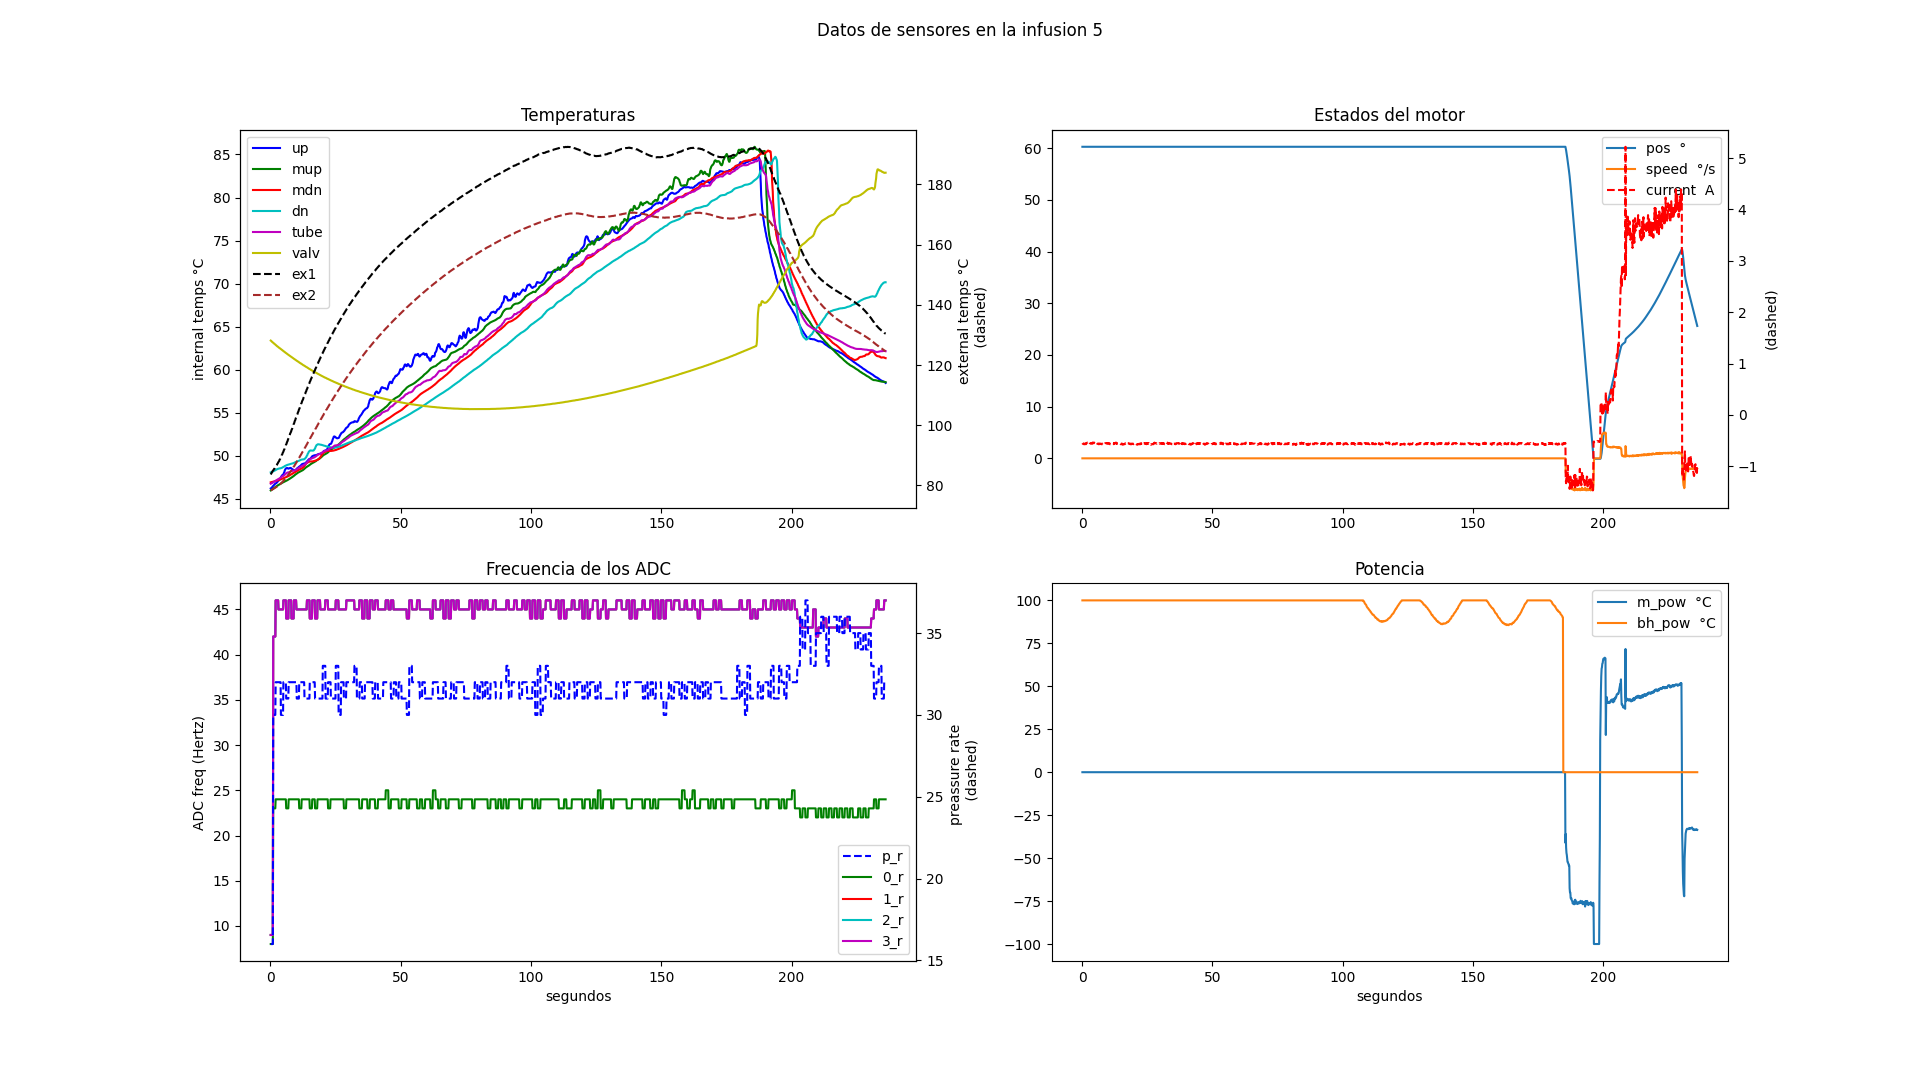 Datos de sensores en la infusion 5
Temperaturas
internal temps °C
85
80
75
70
65
60
55
50
45
up
mup
mdn
dn
tube
valv
ex1
ex2
180
160
140
120
100
80
external temps °C
(dashed)
0 50 100 150 200
Estados del motor
60
50
40
30
20
10
0
pos °
speed °/s
current A
5
4
3
2
1
0
−1
(dashed)
0 50 100 150 200
Frecuencia de los ADC
ADC freq (Hertz)
45
40
35
30
25
20
15
10
35
30
25
20
15
preassure rate
(dashed)
p_r
0_r
1_r
2_r
3_r
0 50 100 150 200
segundos
Potencia
100
75
50
25
0
−25
−50
−75
−100
m_pow °C
bh_pow °C
0 50 100 150 200
segundos